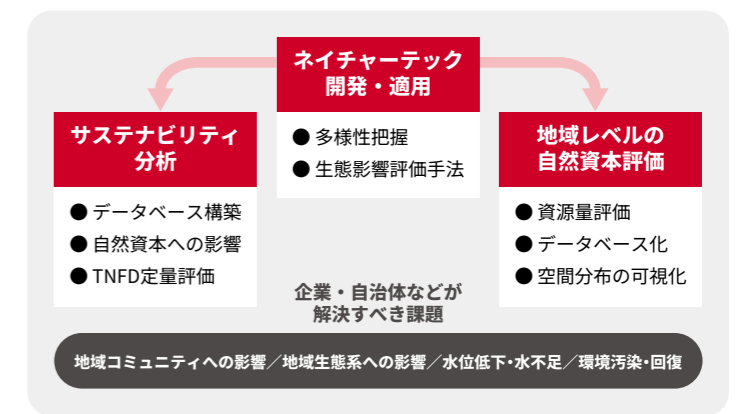 ネイチャーテック
開発・適用
● 多様性把握
● 生態影響評価手法
サステナビリティ
分析
● データベース構築
● 自然資本への影響
● TNFD定量評価
地域レベルの
自然資本評価
● 資源量評価
● データベース化
● 空間分布の可視化
企業・自治体などが
解決すべき課題
地域コミュニティへの影響／地域生態系への影響／水位低下・水不足／環境汚染・回復